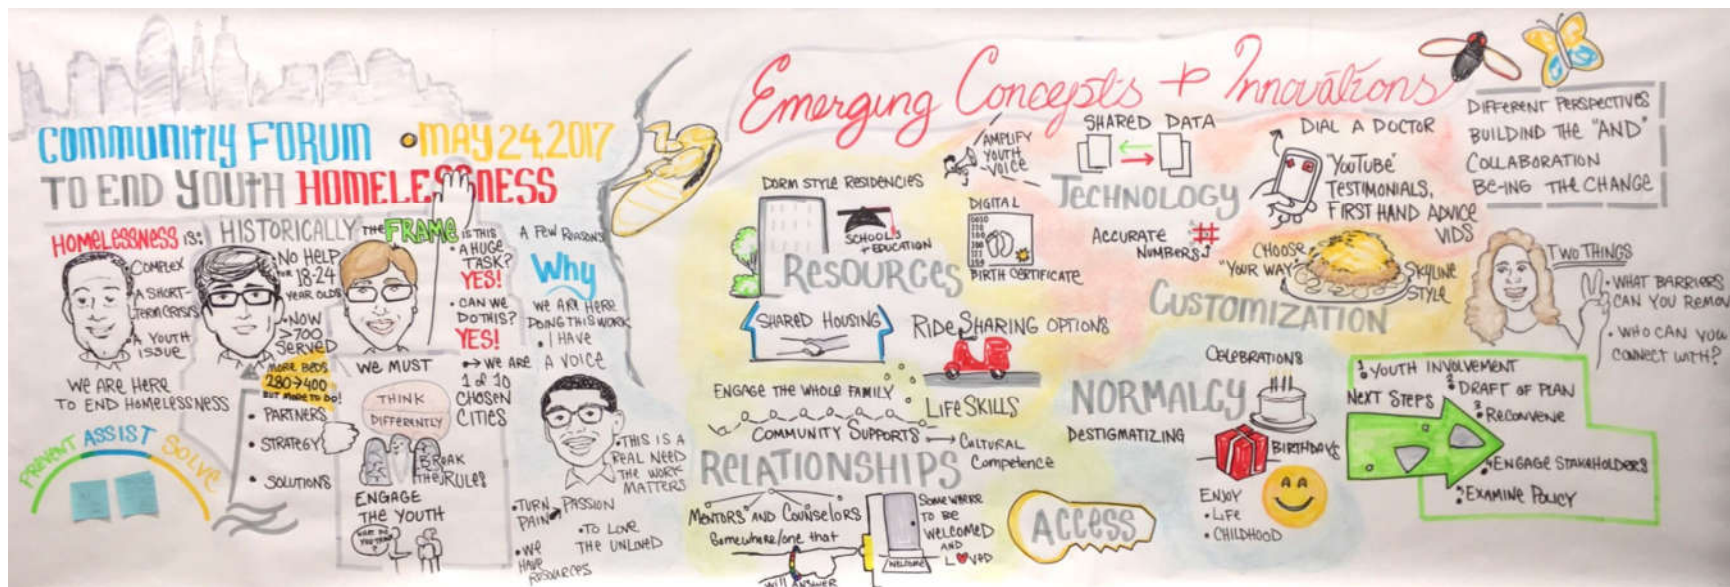 COMMUNITY FORUM • MAY 24, 2017
TO END YOUTH HOMELESSNESS
HOMELESSNESS IS:
COMPLEX
A SHORT-
TERM CRISIS
A YOUTH
ISSUE
WE ARE HERE
TO END HOMELESSNESS
PREVENT ASSIST SOLVE
HISTORICALLY
NO HELP
FOR 18-24
YEAR OLDS
• NOW
>700
SERVED
MORE BEDS
280→400
BUT MORE TO DO!
• PARTNERS
• STRATEGY
• SOLUTIONS
THE FRAME IS THIS
• A HUGE
TASK?
YES!
• CAN WE
DO THIS?
YES!
↔ WE ARE
1 of 10
CHOSEN
CITIES
WE MUST
THINK
DIFFERENTLY
BREAK
THE RULES
ENGAGE
THE YOUTH
WHAT DO
YOU THINK
?
A FEW REASONS
Why
WE ARE HERE
DOING THIS WORK
• I HAVE
A VOICE
• THIS IS A
REAL NEED
THE WORK
MATTERS
• TURN PASSION
PAIN
• TO LOVE
THE UNLOVED
• WE
HAVE
RESOURCES
Emerging Concepts + Innovations
DORM STYLE RESIDENCIES
SCHOOLS
+ EDUCATION
AMPLIFY
YOUTH
VOICE
DIGITAL
BIRTH CERTIFICATE
RESOURCES
SHARED HOUSING
RIDE SHARING OPTIONS
ENGAGE THE WHOLE FAMILY
LIFE SKILLS
COMMUNITY SUPPORTS → CULTURAL
COMPETENCE
RELATIONSHIPS
MENTORS AND COUNSELORS
Somewhere/one that
WILL ANSWER
WELCOME
SOMEWHERE
TO BE
WELCOMED
AND
LOVED
SHARED DATA
TECHNOLOGY
ACCURATE
NUMBERS #
DIAL A DOCTOR
"YOUTUBE"
TESTIMONIALS,
FIRST HAND ADVICE
VIDS
CHOOSE
"YOUR WAY"
SKYLINE
STYLE
CUSTOMIZATION
CELEBRATIONS
NORMALCY
DESTIGMATIZING
BIRTHDAYS
ENJOY
• LIFE
• CHILDHOOD
ACCESS
DIFFERENT PERSPECTIVES
BUILDIND THE "AND"
COLLABORATION
BE-ING THE CHANGE
TWO THINGS
• WHAT BARRIERS
CAN YOU REMOV
• WHO CAN YOU
CONNECT WITH?
NEXT STEPS
1 YOUTH INVOLVEMENT
2 DRAFT OF PLAN
3 RECONVENE
4 ENGAGE STAKEHOLDERS
5 EXAMINE POLICY